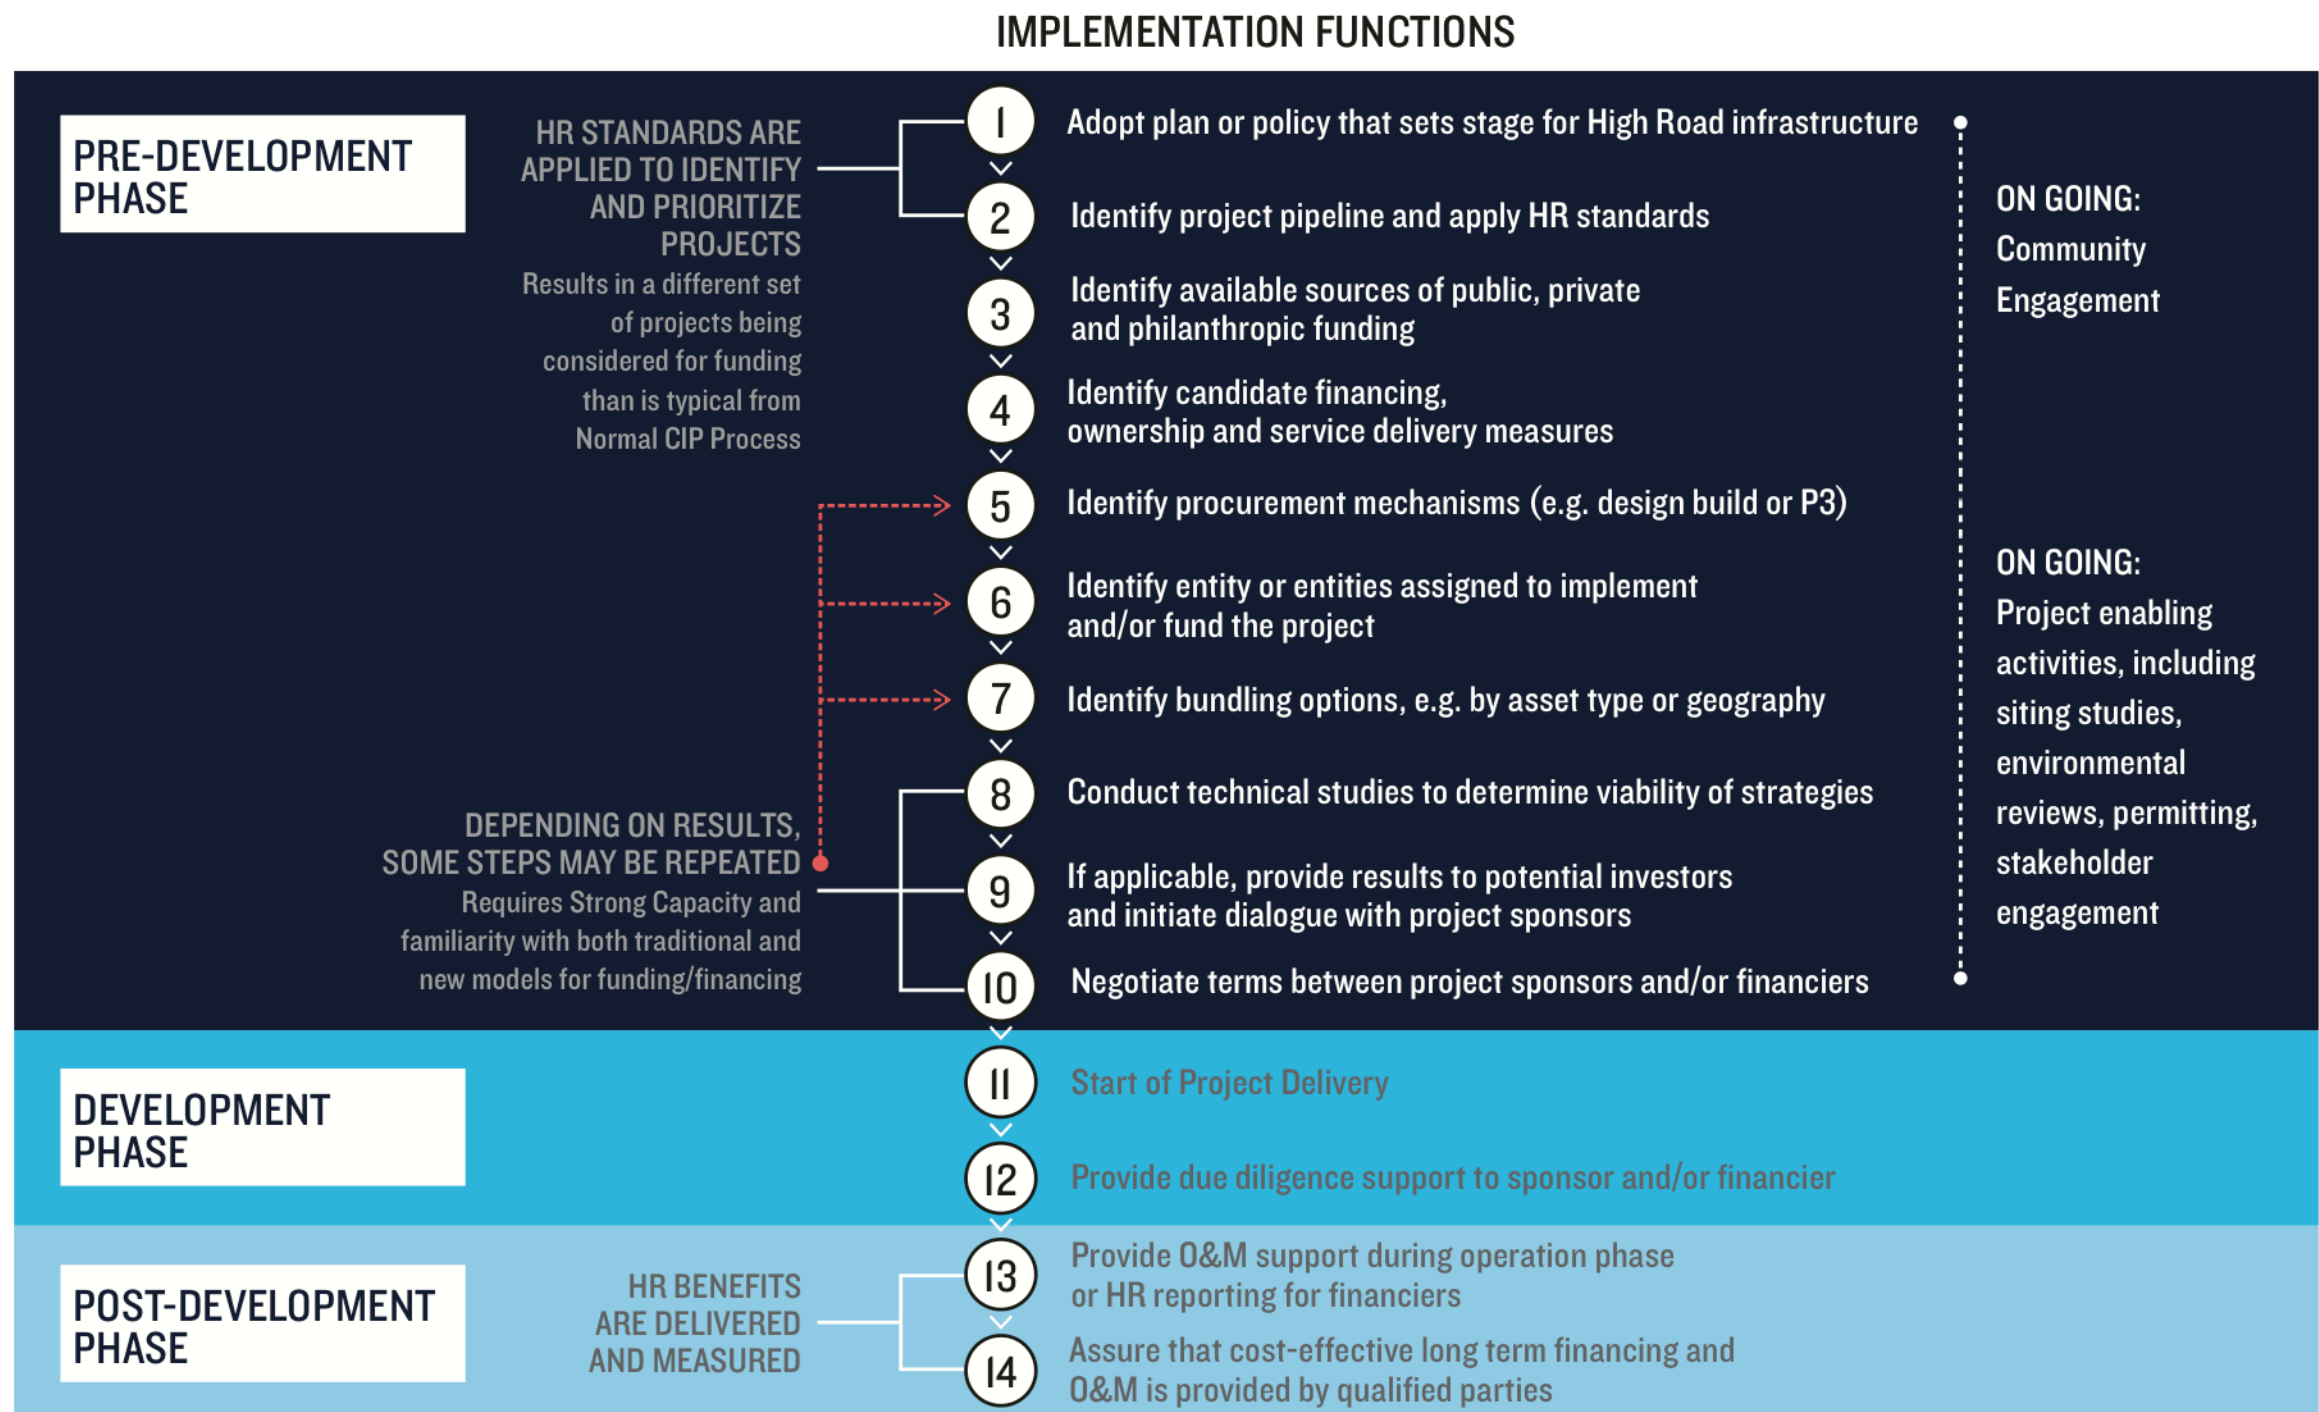 IMPLEMENTATION FUNCTIONS
PRE-DEVELOPMENT
PHASE
HR STANDARDS ARE
APPLIED TO IDENTIFY
AND PRIORITIZE
PROJECTS
Results in a different set
of projects being
considered for funding
than is typical from
Normal CIP Process
1
Adopt plan or policy that sets stage for High Road infrastructure
2
Identify project pipeline and apply HR standards
3
Identify available sources of public, private
and philanthropic funding
4
Identify candidate financing,
ownership and service delivery measures
5
Identify procurement mechanisms (e.g. design build or P3)
6
Identify entity or entities assigned to implement
and/or fund the project
7
Identify bundling options, e.g. by asset type or geography
DEPENDING ON RESULTS,
SOME STEPS MAY BE REPEATED
Requires Strong Capacity and
familiarity with both traditional and
new models for funding/financing
8
Conduct technical studies to determine viability of strategies
9
If applicable, provide results to potential investors
and initiate dialogue with project sponsors
10
Negotiate terms between project sponsors and/or financiers
ON GOING:
Community
Engagement
ON GOING:
Project enabling
activities, including
siting studies,
environmental
reviews, permitting,
stakeholder
engagement
DEVELOPMENT
PHASE
11
Start of Project Delivery
12
Provide due diligence support to sponsor and/or financier
POST-DEVELOPMENT
PHASE
HR BENEFITS
ARE DELIVERED
AND MEASURED
13
Provide O&M support during operation phase
or HR reporting for financiers
14
Assure that cost-effective long term financing and
O&M is provided by qualified parties